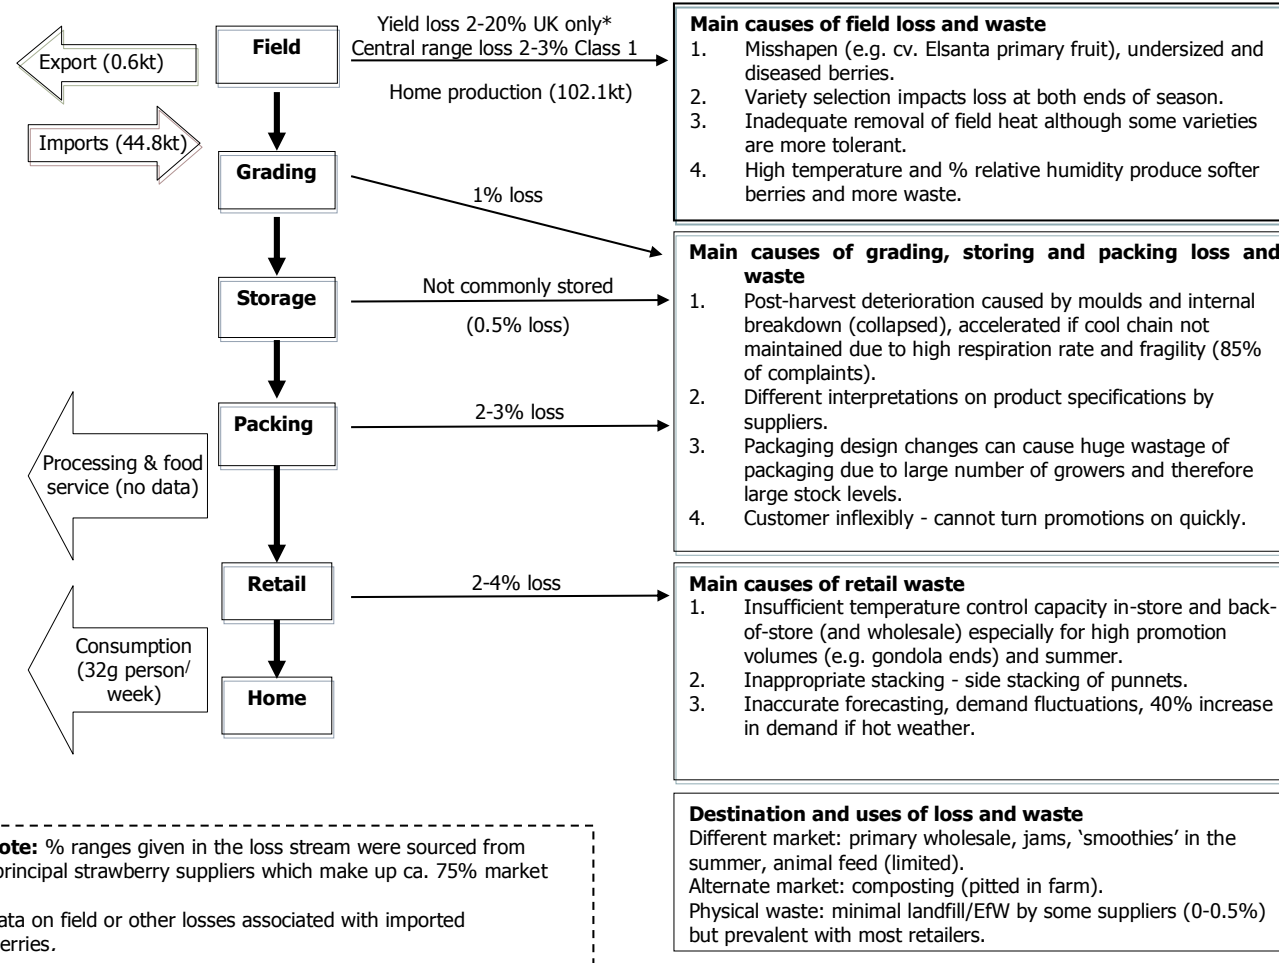 Export (0.6kt)
Imports (44.8kt)
Field
Yield loss 2-20% UK only*
Central range loss 2-3% Class 1
Home production (102.1kt)
Grading
1% loss
Storage
Not commonly stored
(0.5% loss)
Packing
2-3% loss
Processing & food
service (no data)
Retail
2-4% loss
Consumption
(32g person/
week)
Home
Main causes of field loss and waste
1. Misshapen (e.g. cv. Elsanta primary fruit), undersized and
diseased berries.
2. Variety selection impacts loss at both ends of season.
3. Inadequate removal of field heat although some varieties
are more tolerant.
4. High temperature and % relative humidity produce softer
berries and more waste.
Main causes of grading, storing and packing loss and
waste
1. Post-harvest deterioration caused by moulds and internal
breakdown (collapsed), accelerated if cool chain not
maintained due to high respiration rate and fragility (85%
of complaints).
2. Different interpretations on product specifications by
suppliers.
3. Packaging design changes can cause huge wastage of
packaging due to large number of growers and therefore
large stock levels.
4. Customer inflexibly - cannot turn promotions on quickly.
Main causes of retail waste
1. Insufficient temperature control capacity in-store and back-
of-store (and wholesale) especially for high promotion
volumes (e.g. gondola ends) and summer.
2. Inappropriate stacking - side stacking of punnets.
3. Inaccurate forecasting, demand fluctuations, 40% increase
in demand if hot weather.
Destination and uses of loss and waste
Different market: primary wholesale, jams, ‘smoothies’ in the
summer, animal feed (limited).
Alternate market: composting (pitted in farm).
Physical waste: minimal landfill/EfW by some suppliers (0-0.5%)
but prevalent with most retailers.
ote: % ranges given in the loss stream were sourced from
principal strawberry suppliers which make up ca. 75% market
ata on field or other losses associated with imported
erries.